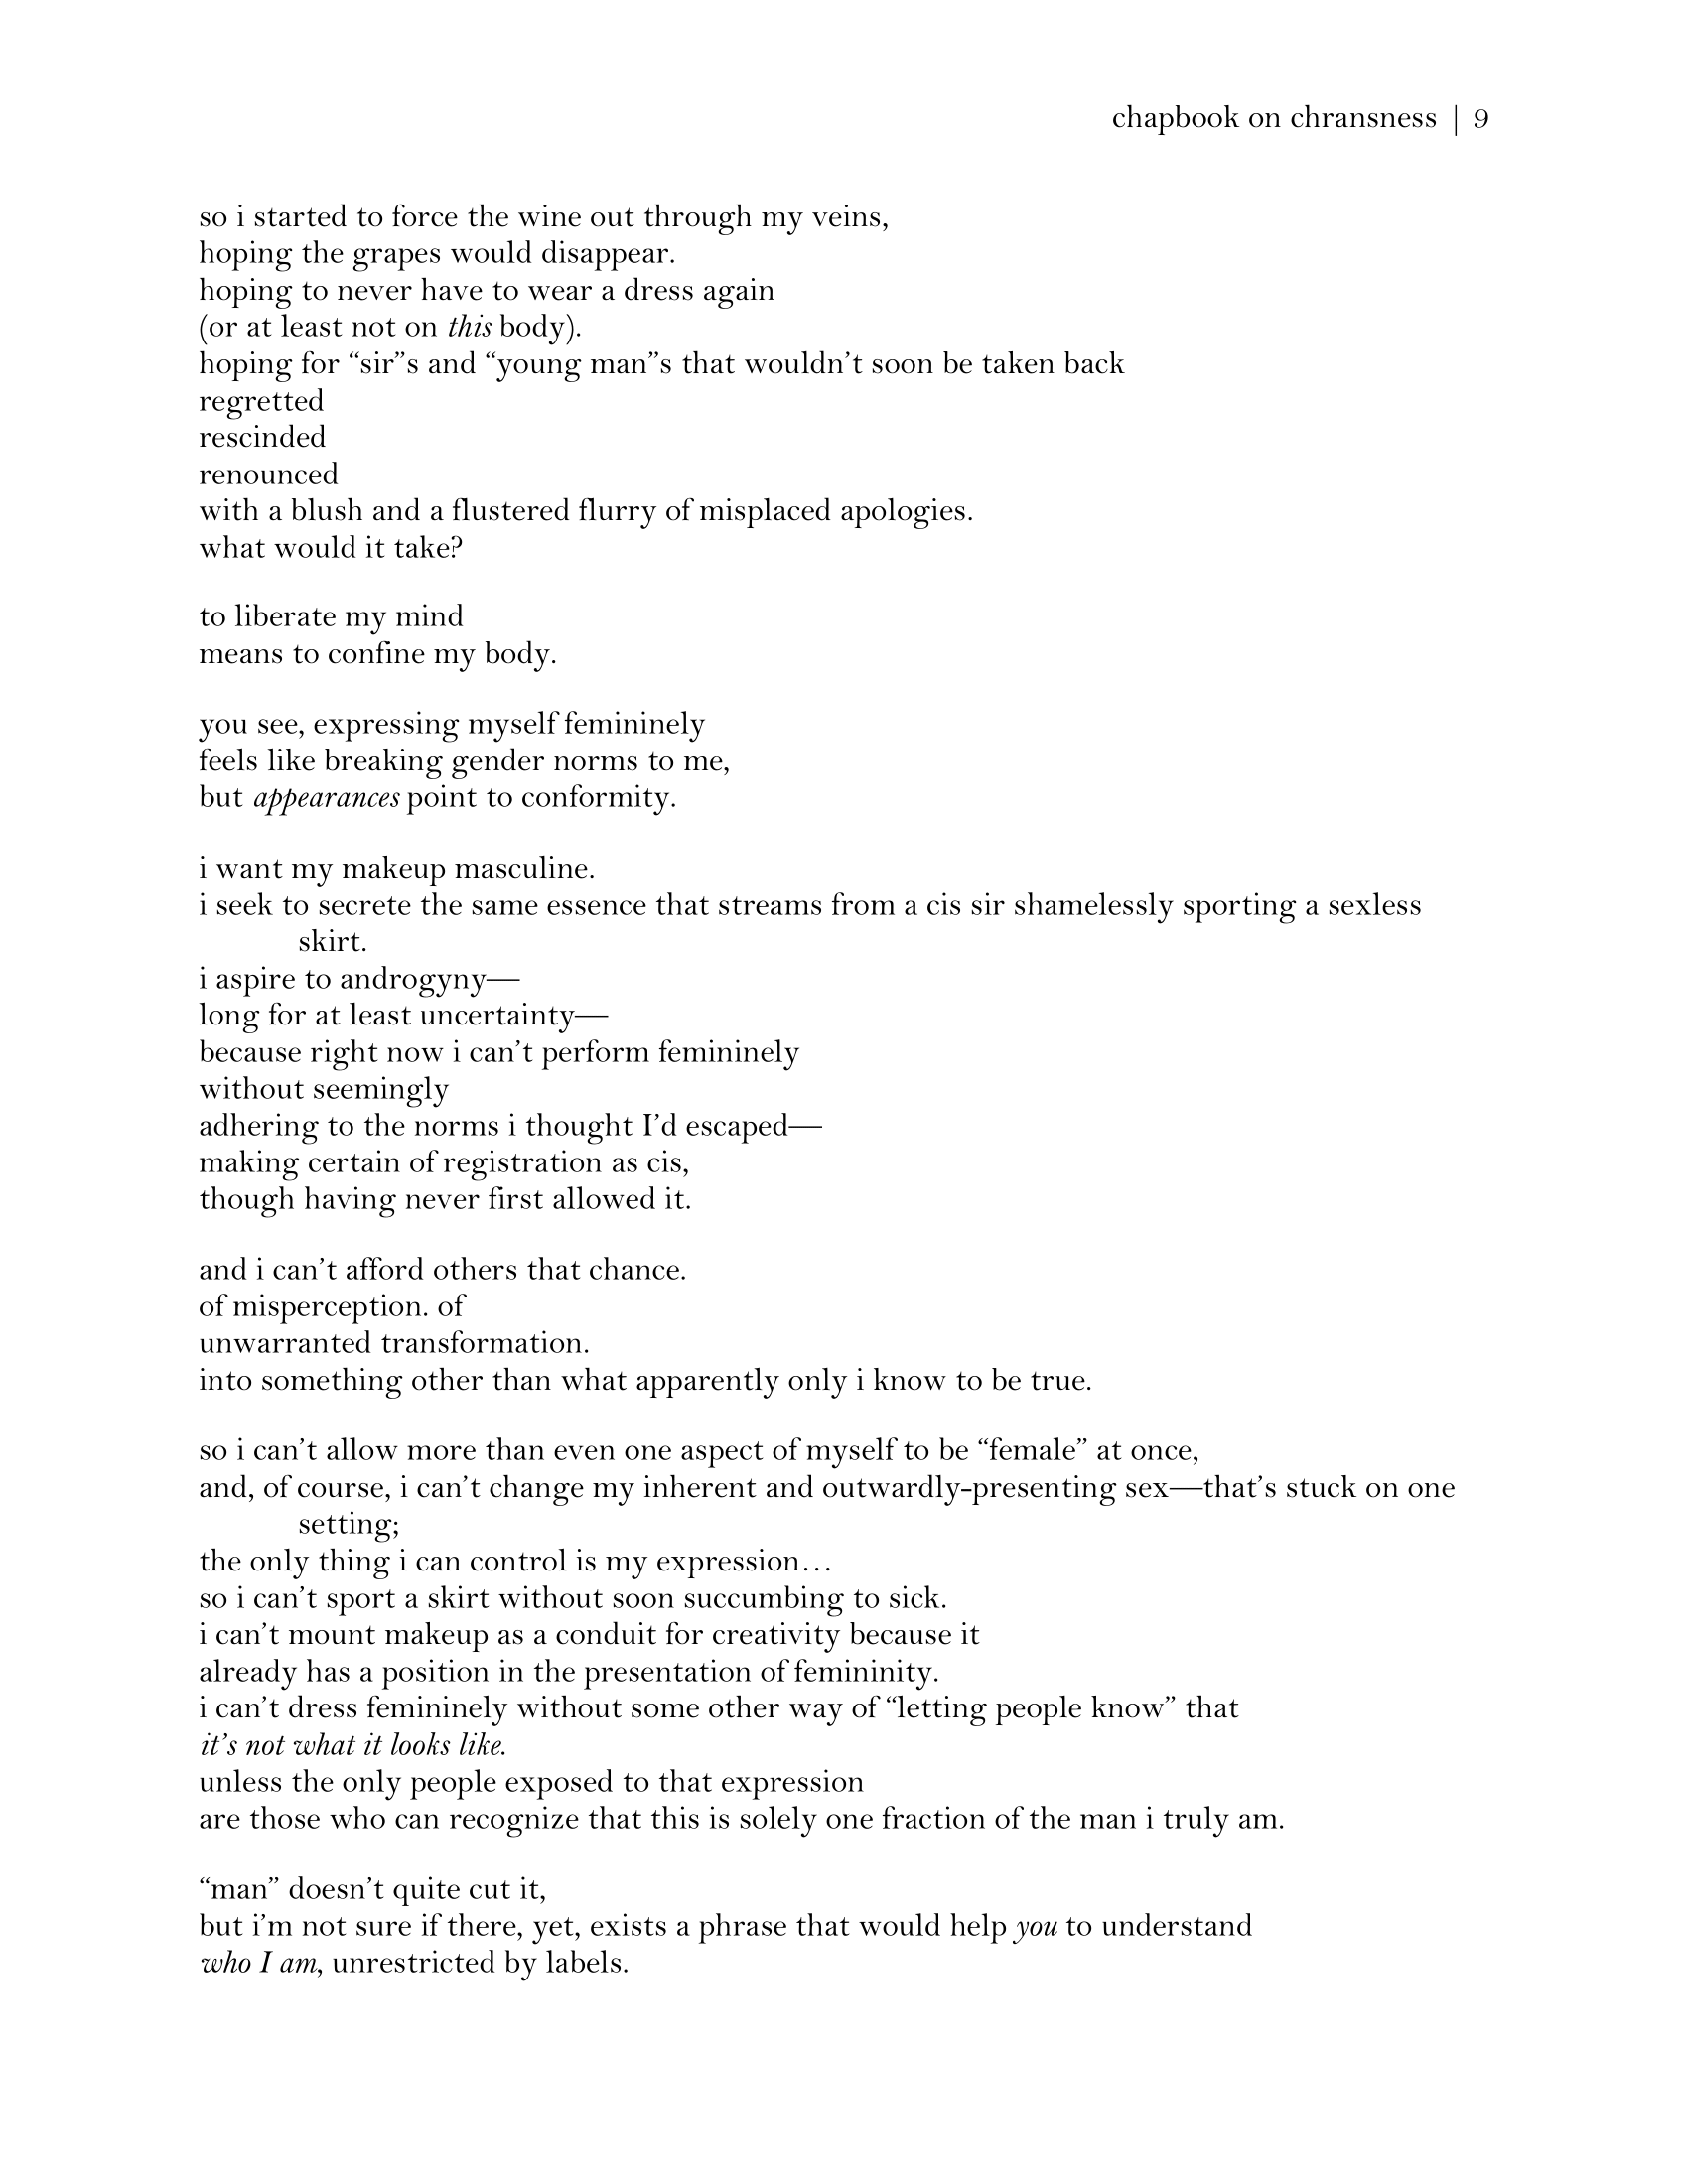 chapbook on chransness | 9
so i started to force the wine out through my veins,
hoping the grapes would disappear.
hoping to never have to wear a dress again
(or at least not on this body).
hoping for “sir”s and “young man”s that wouldn’t soon be taken back
regretted
rescinded
renounced
with a blush and a flustered flurry of misplaced apologies.
what would it take?
to liberate my mind
means to confine my body.
you see, expressing myself femininely
feels like breaking gender norms to me,
but appearances point to conformity.
i want my makeup masculine.
i seek to secrete the same essence that streams from a cis sir shamelessly sporting a sexless
skirt.
i aspire to androgyny—
long for at least uncertainty—
because right now i can’t perform femininely
without seemingly
adhering to the norms i thought I’d escaped—
making certain of registration as cis,
though having never first allowed it.
and i can’t afford others that chance.
of misperception. of
unwarranted transformation.
into something other than what apparently only i know to be true.
so i can’t allow more than even one aspect of myself to be “female” at once,
and, of course, i can’t change my inherent and outwardly-presenting sex—that’s stuck on one
setting;
the only thing i can control is my expression…
so i can’t sport a skirt without soon succumbing to sick.
i can’t mount makeup as a conduit for creativity because it
already has a position in the presentation of femininity.
i can’t dress femininely without some other way of “letting people know” that
it’s not what it looks like.
unless the only people exposed to that expression
are those who can recognize that this is solely one fraction of the man i truly am.
“man” doesn’t quite cut it,
but i’m not sure if there, yet, exists a phrase that would help you to understand
who I am, unrestricted by labels.